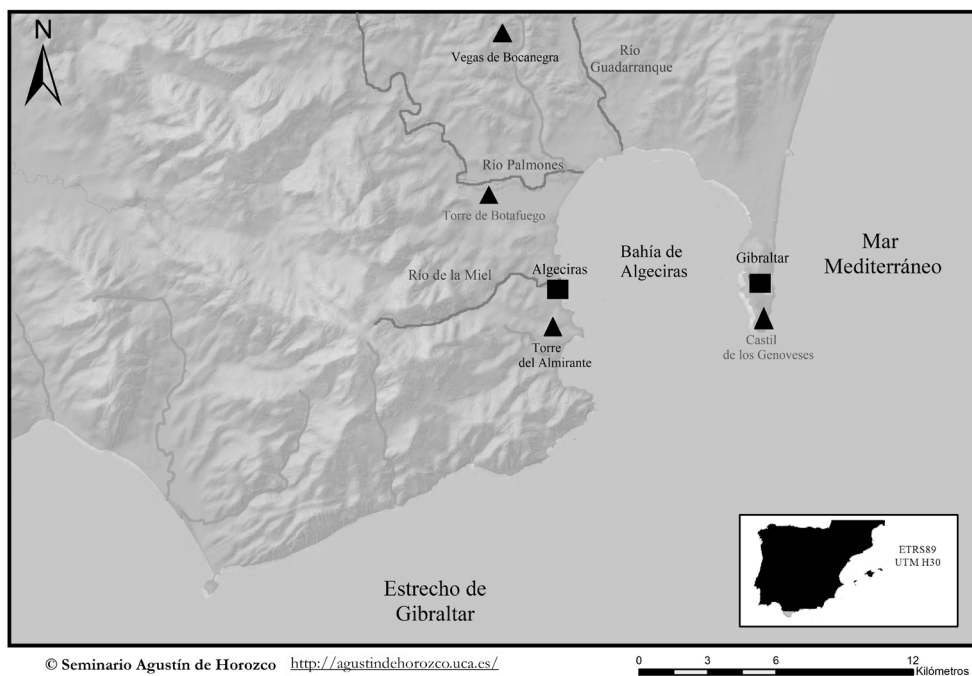 N
Vegas de Bocanegra
Río
Guadarranque
Río Palmones
Torre de Botafuego
Río de la Miel
Algeciras
Bahía de
Algeciras
Gibraltar
Mar
Mediterráneo
Torre
del Almirante
Castil
de los Genoveses
Estrecho de
Gibraltar
ETRS89
UTM H30
© Seminario Agustín de Horozco http://agustindehorozco.uca.es/
0 3 6 12
Kilómetros